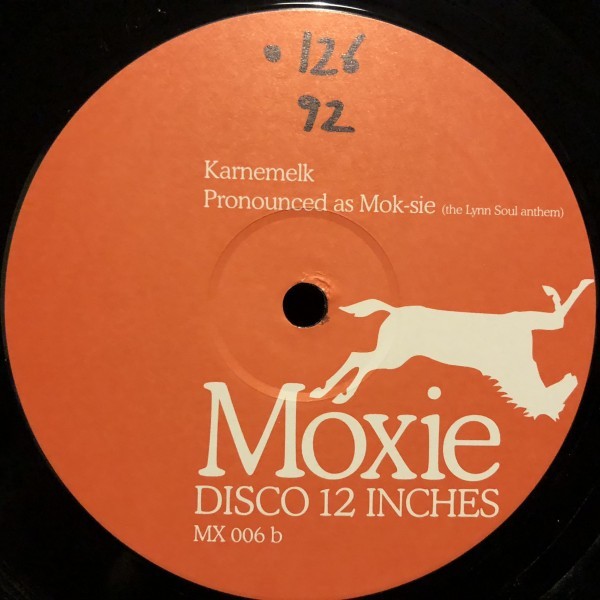 126
92
Karnemelk
Pronounced as Mok-sie (the Lynn Soul anthem)
Moxie
DISCO 12 INCHES
MX 006 b